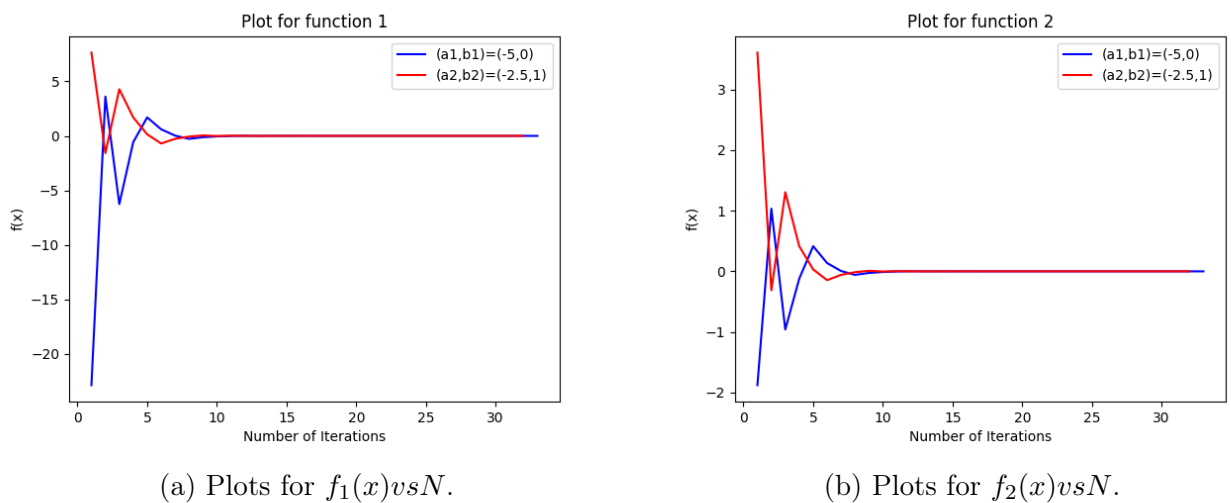 Plot for function 1
(a1,b1)=(-5,0)
(a2,b2)=(-2.5,1)
f(x)
5
0
−5
−10
−15
−20
0 5 10 15 20 25 30
Number of Iterations
(a) Plots for f₁(x)vsN.
Plot for function 2
(a1,b1)=(-5,0)
(a2,b2)=(-2.5,1)
f(x)
3
2
1
0
−1
−2
0 5 10 15 20 25 30
Number of Iterations
(b) Plots for f₂(x)vsN.